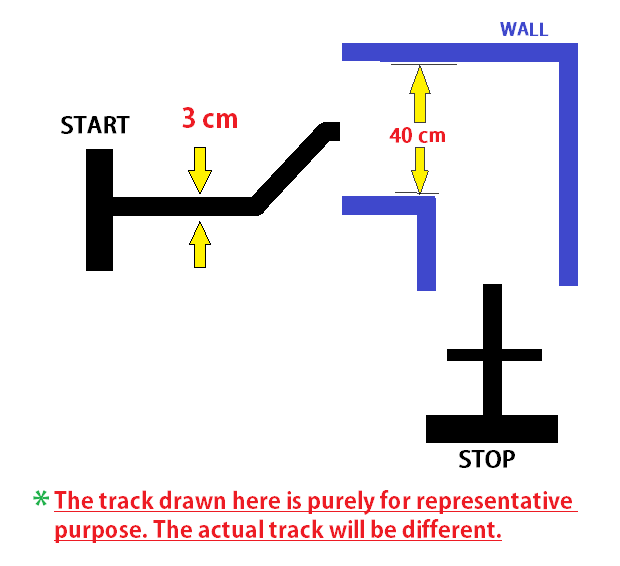 WALL
START
3 cm
40 cm
STOP
* The track drawn here is purely for representative
purpose. The actual track will be different.